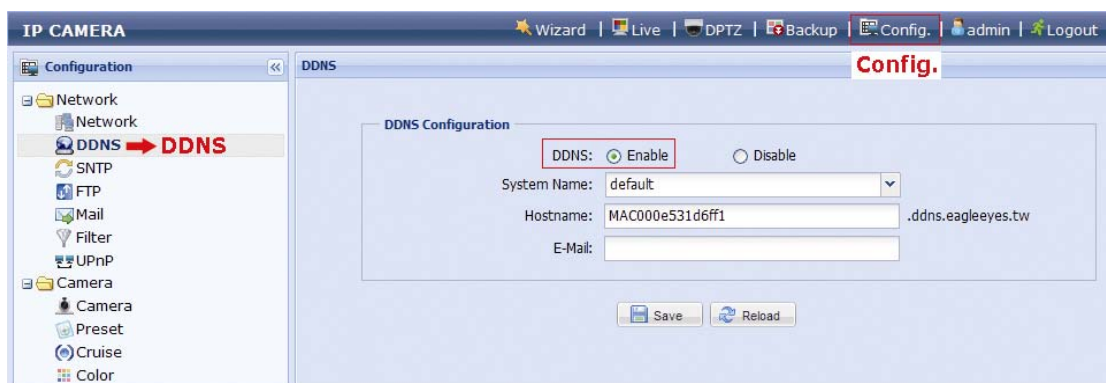 IP CAMERA
Wizard | Live | DPTZ | Backup | Config. | admin | Logout
Config.
Configuration
DDNS
Network
Network
DDNS DDNS
SNTP
FTP
Mail
Filter
UPnP
Camera
Camera
Preset
Cruise
Color
DDNS Configuration
DDNS: Enable Disable
System Name: default
Hostname: MAC000e531d6ff1 .ddns.eagleeyes.tw
E-Mail:
Save Reload